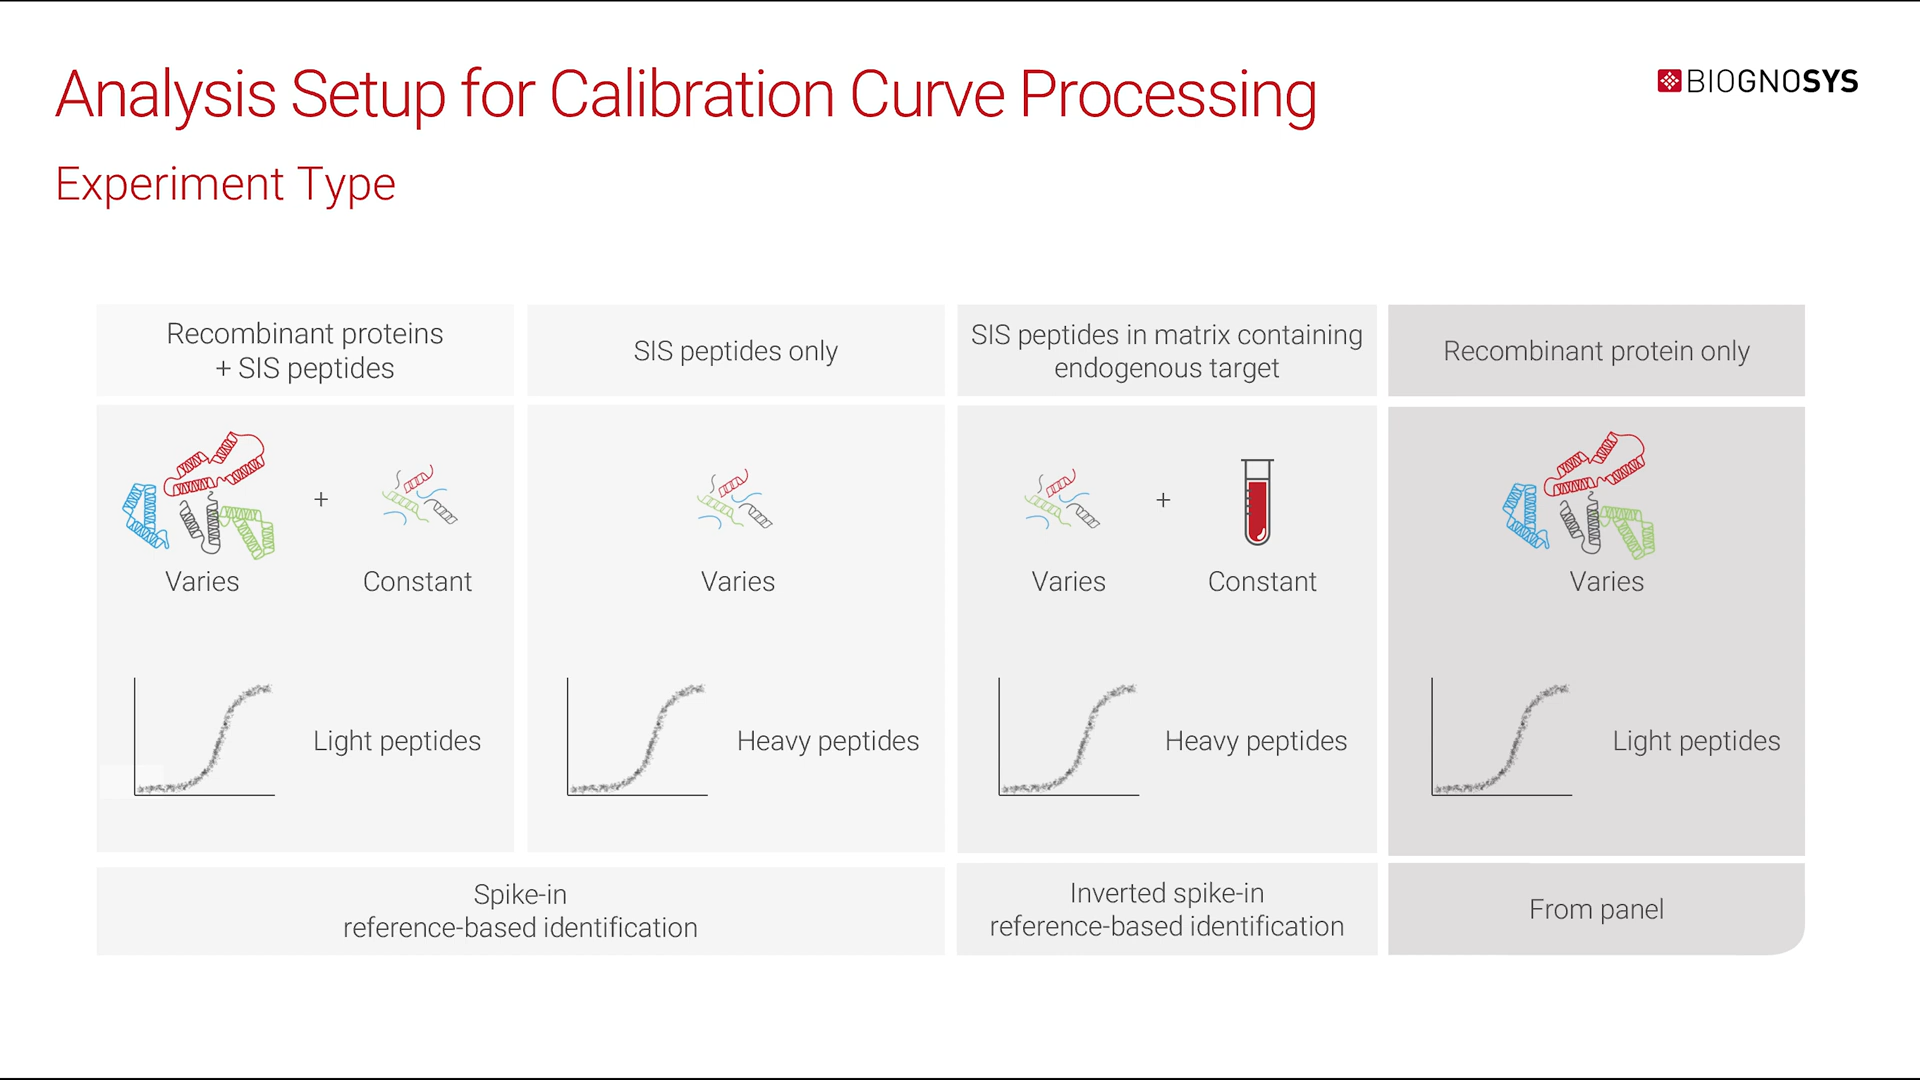 Analysis Setup for Calibration Curve Processing
BIOGNOSYS
Experiment Type
Recombinant proteins
+ SIS peptides
SIS peptides only
SIS peptides in matrix containing
endogenous target
Recombinant protein only
+
Varies
Constant
Varies
+
Varies
Constant
Varies
Light peptides
Heavy peptides
Heavy peptides
Light peptides
Spike-in
reference-based identification
Inverted spike-in
reference-based identification
From panel